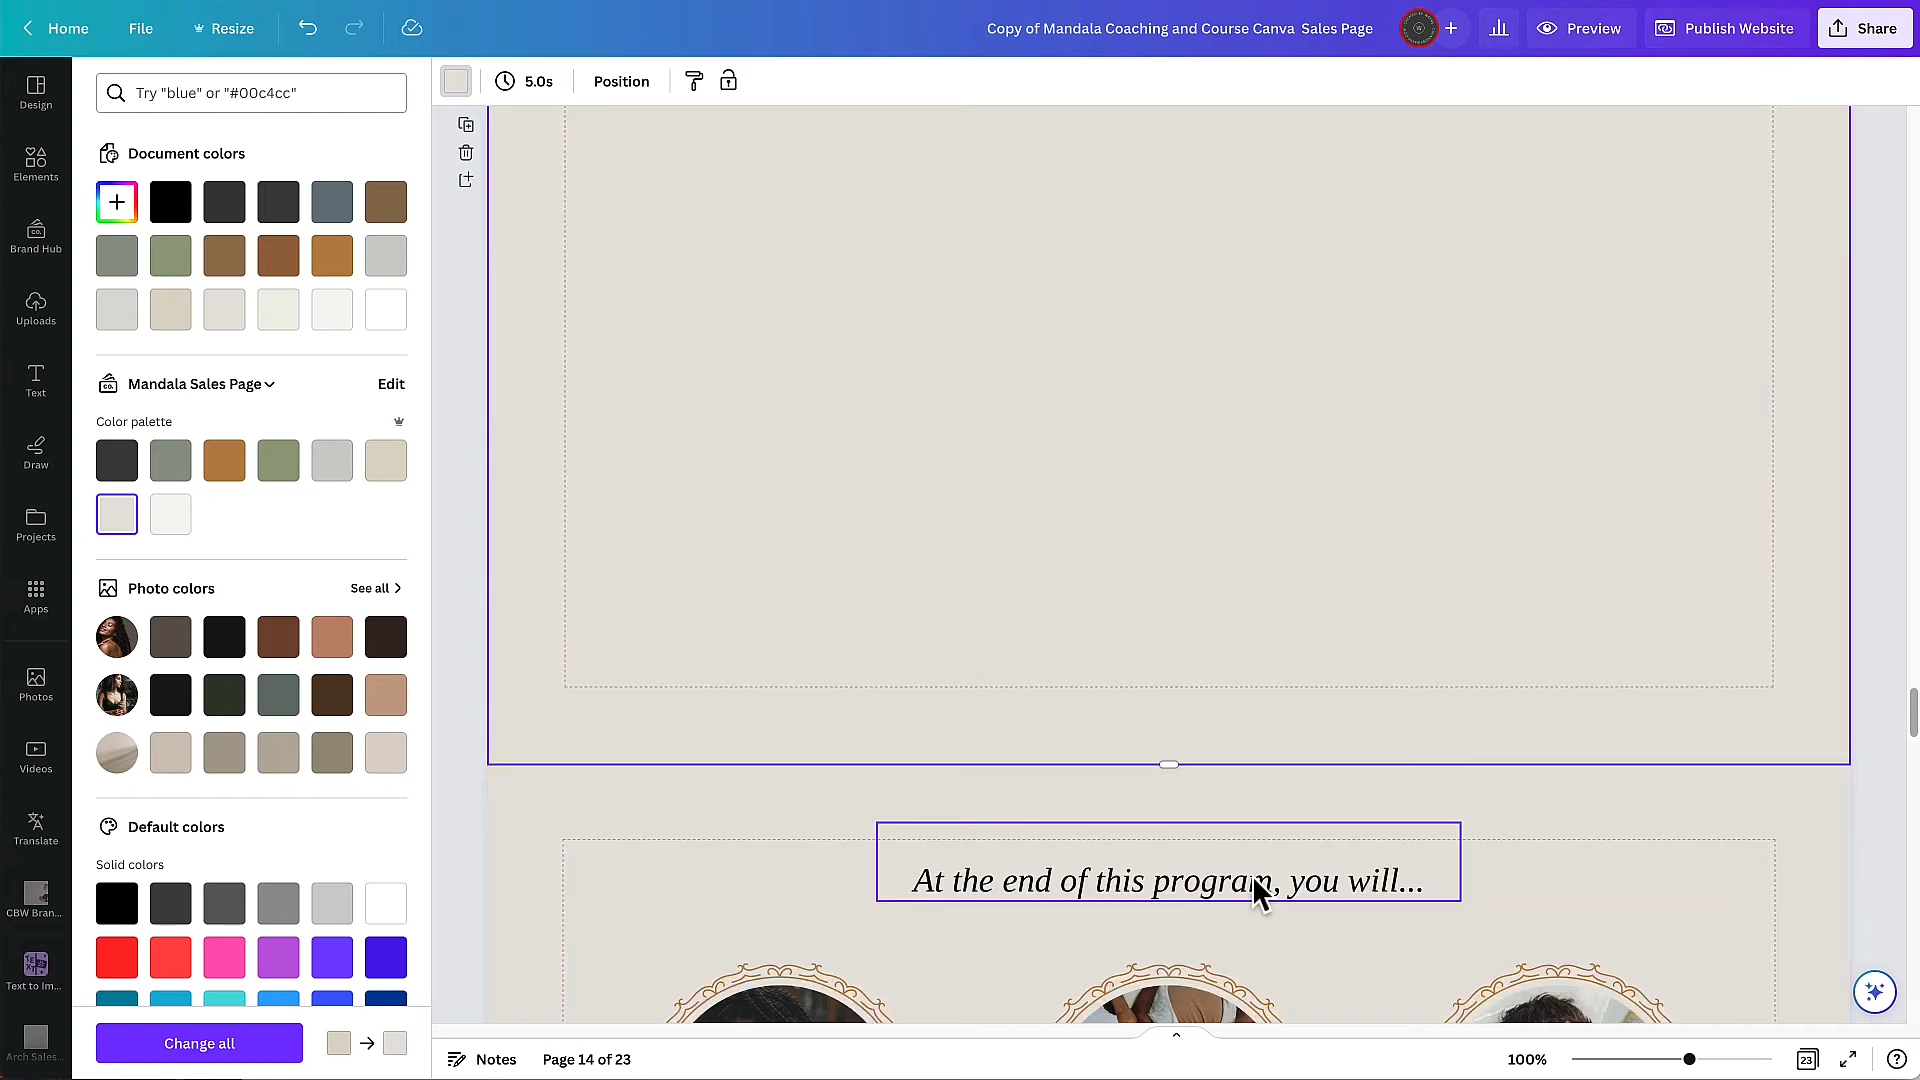 Home
File
Resize
Copy of Mandala Coaching and Course Canva Sales Page
Preview
Publish Website
Share
Design
Elements
Brand Hub
Uploads
Text
Draw
Projects
Apps
Photos
Videos
Translate
CBW Bran...
Text to Im...
Arch Sales...
Try "blue" or "#00c4cc"
Document colors
Mandala Sales Page
Edit
Color palette
Photo colors
See all
Default colors
Solid colors
Change all
5.0s
Position
At the end of this program, you will...
Notes
Page 14 of 23
100%
23